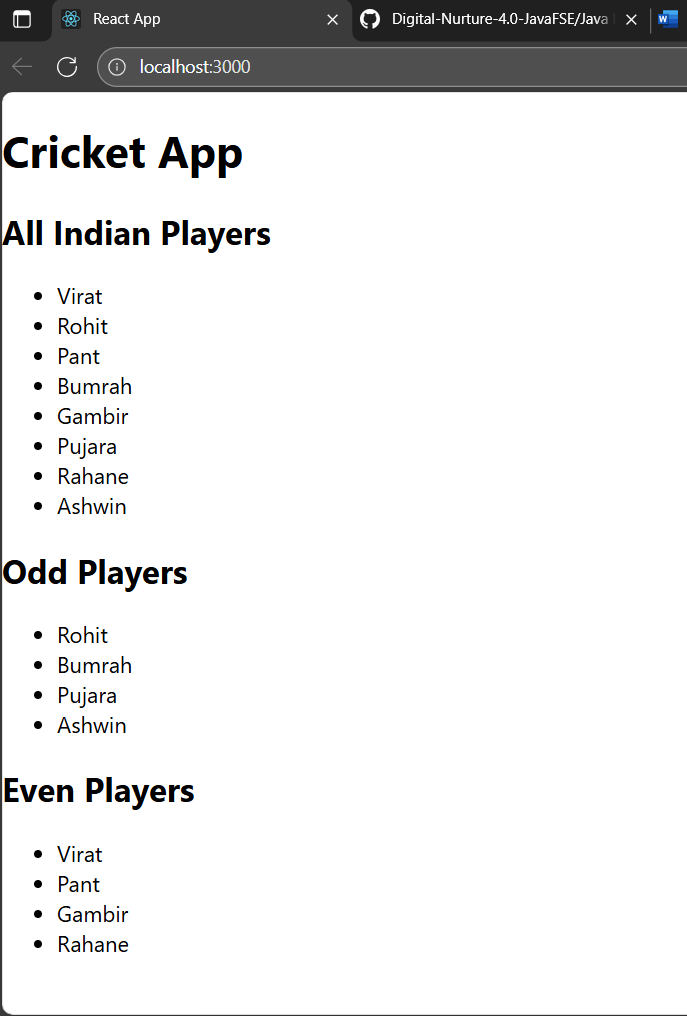 React App
Digital-Nurture-4.0-JavaFSE/Java
W
localhost:3000
Cricket App
All Indian Players
Virat
Rohit
Pant
Bumrah
Gambir
Pujara
Rahane
Ashwin
Odd Players
Rohit
Bumrah
Pujara
Ashwin
Even Players
Virat
Pant
Gambir
Rahane